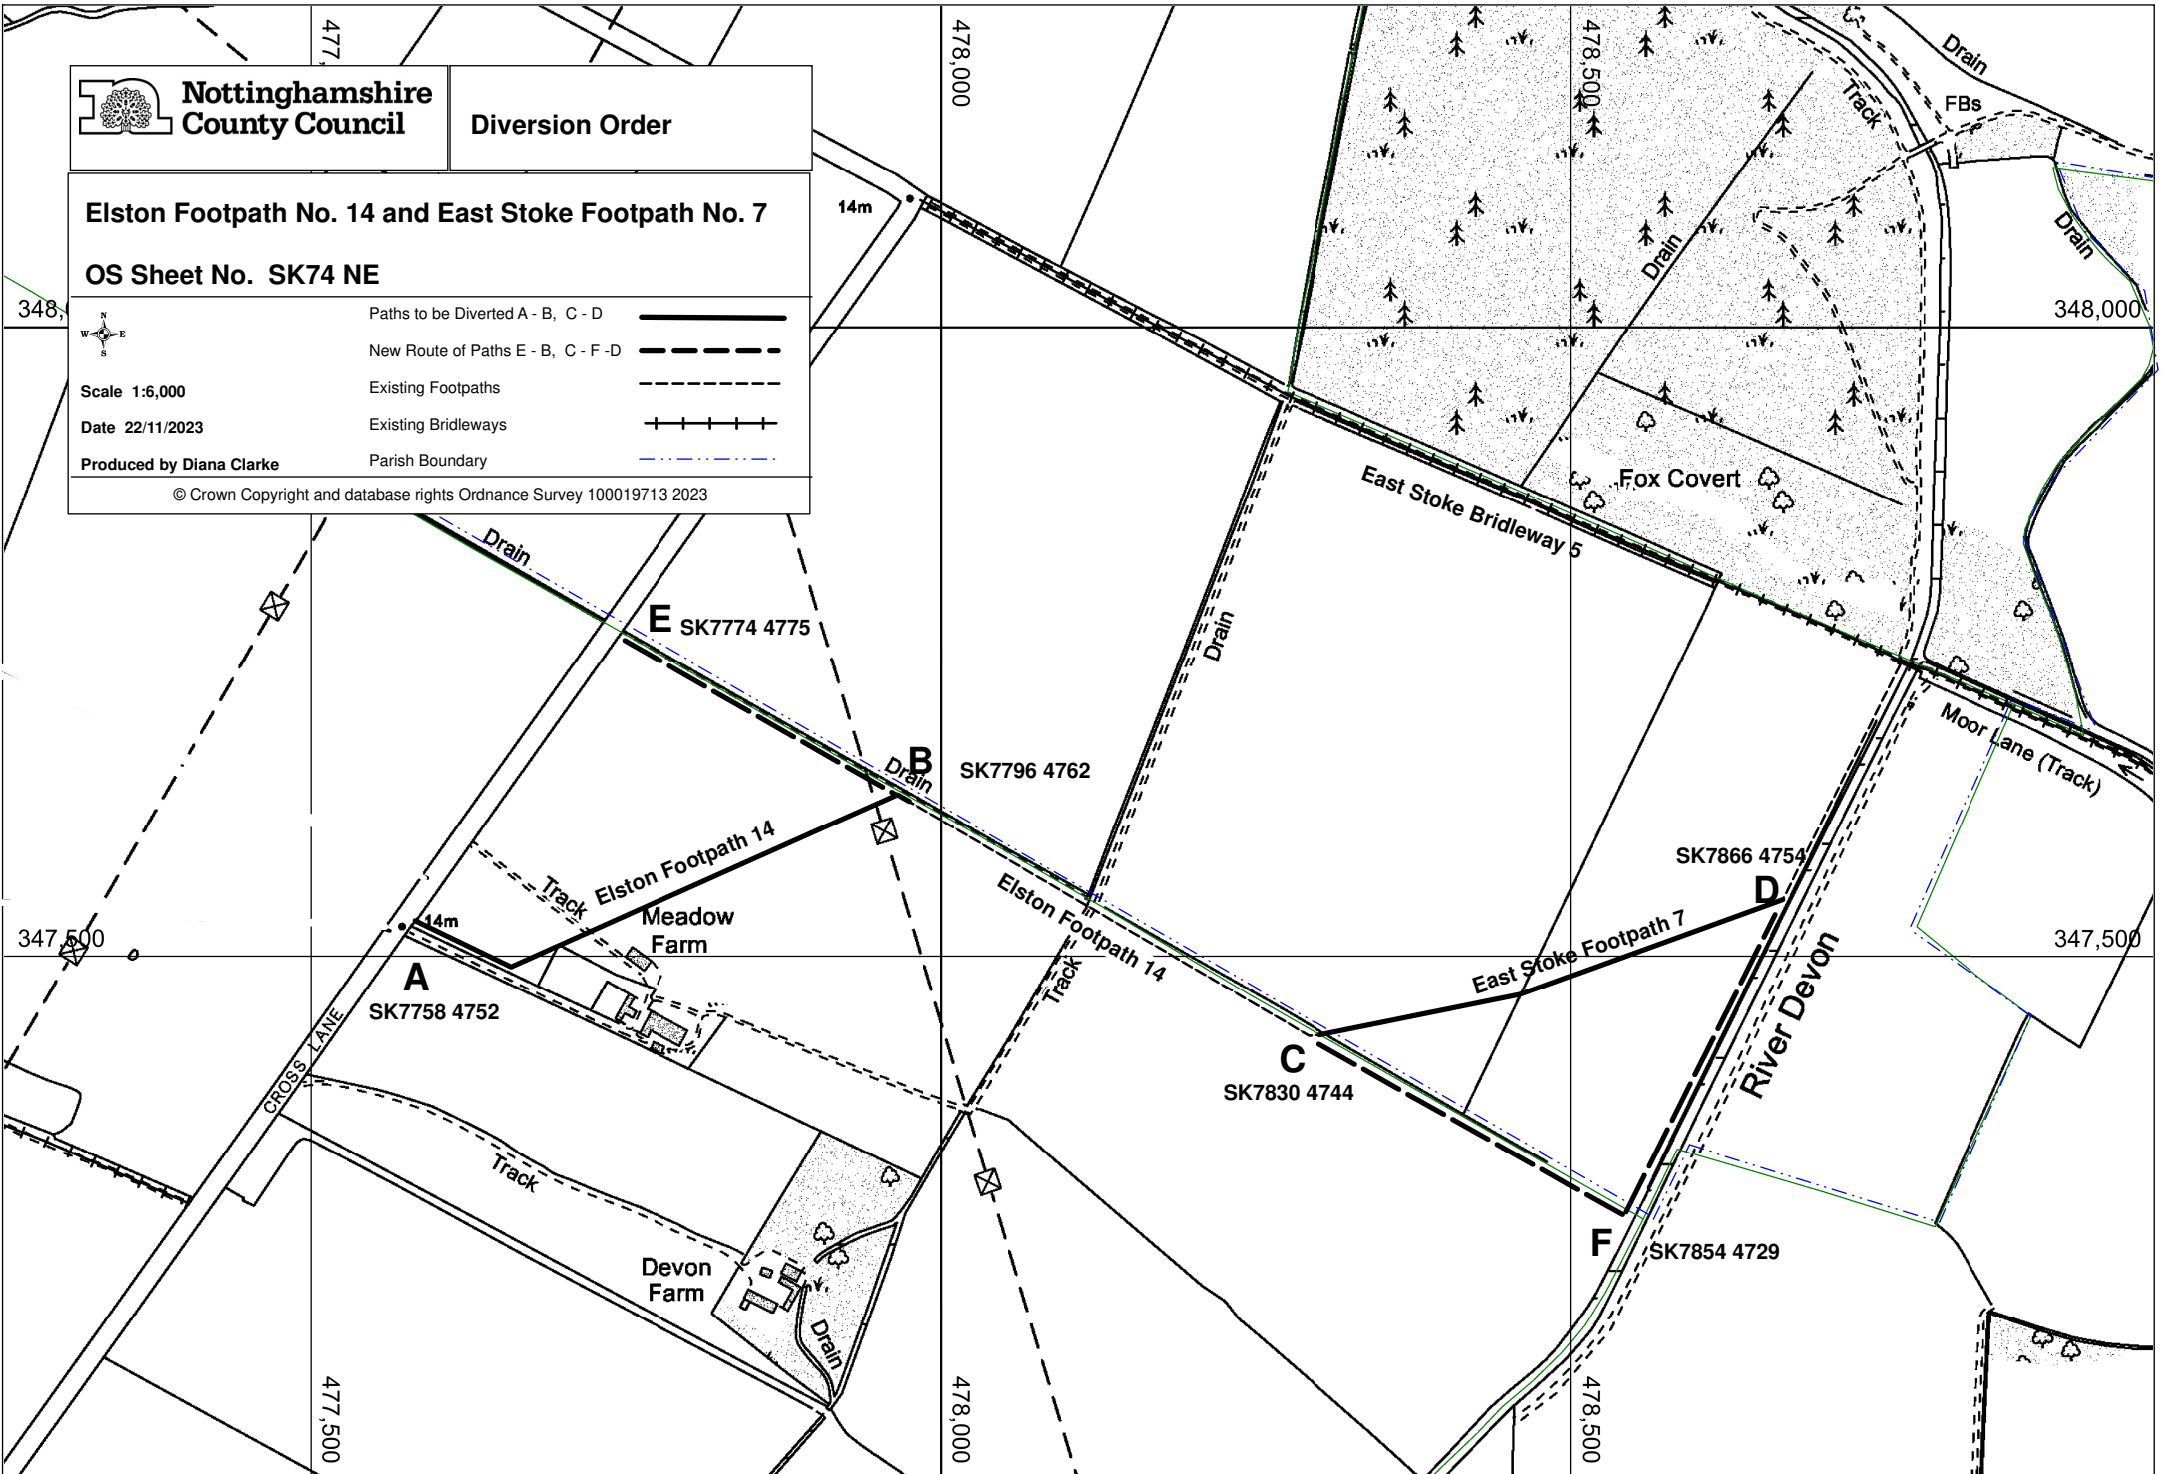 Nottinghamshire
County Council
Diversion Order
Elston Footpath No. 14 and East Stoke Footpath No. 7
OS Sheet No. SK74 NE
N
W E
S
Paths to be Diverted A - B, C - D
New Route of Paths E - B, C - F -D
Scale 1:6,000
Existing Footpaths
Date 22/11/2023
Existing Bridleways
Produced by Diana Clarke
Parish Boundary
© Crown Copyright and database rights Ordnance Survey 100019713 2023
477,
478,000
478,500
Drain
FBs
Track
14m
Drain
Drain
348,
348,000
Fox Covert
East Stoke Bridleway 5
Drain
E
SK7774 4775
Drain
Moor Lane (Track)
B
Drain
SK7796 4762
Elston Footpath 14
Track
Meadow
Farm
14m
347,500
A
SK7758 4752
CROSS LANE
Elston Footpath 14
Track
SK7866 4754
D
East Stoke Footpath 7
347,500
River Devon
C
SK7830 4744
Track
F
SK7854 4729
Devon
Farm
Drain
477,500
478,000
478,500